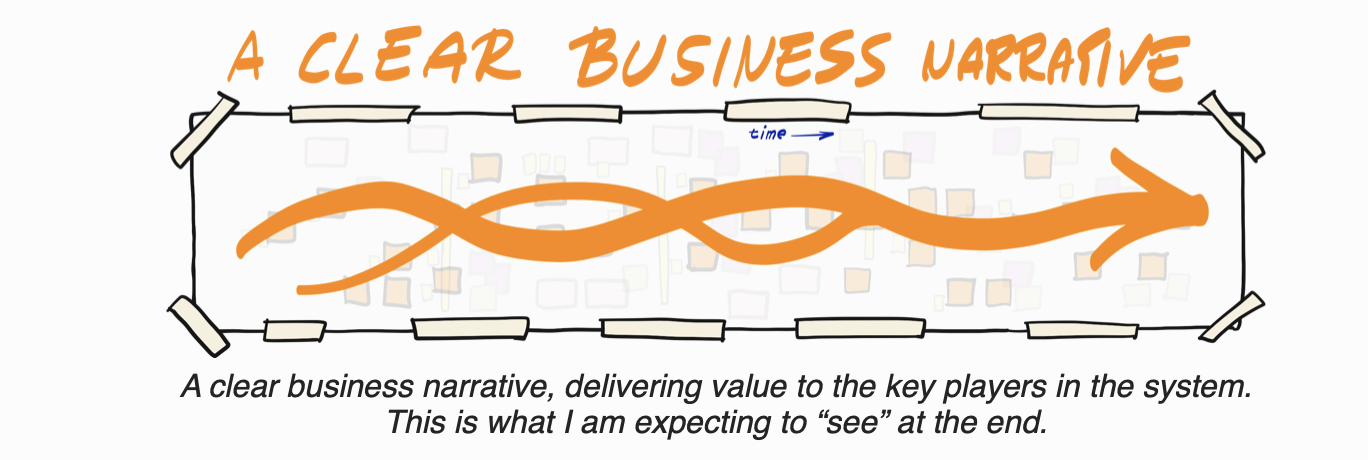 A CLEAR BUSINESS NARRATIVE
time
A clear business narrative, delivering value to the key players in the system.
This is what I am expecting to “see” at the end.